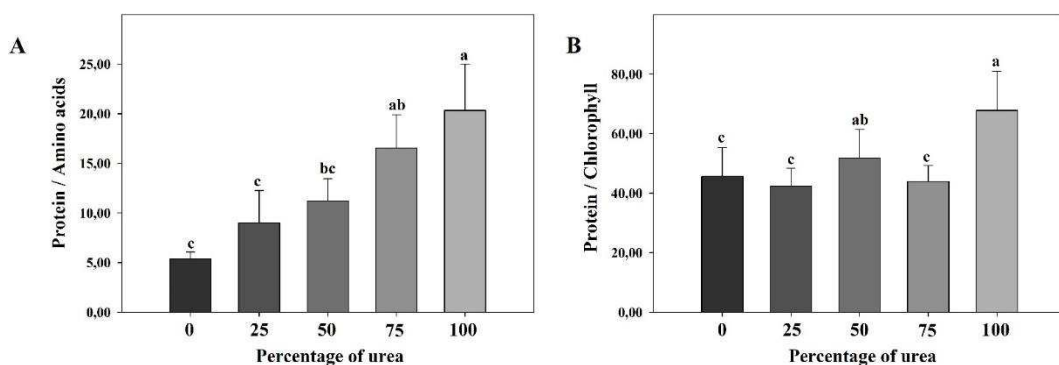 A
Protein / Amino acids
25,00
20,00
15,00
10,00
5,00
0,00
c
c
bc
ab
a
0 25 50 75 100
Percentage of urea
B
Protein / Chlorophyll
80,00
60,00
40,00
20,00
0,00
c
c
ab
c
a
0 25 50 75 100
Percentage of urea